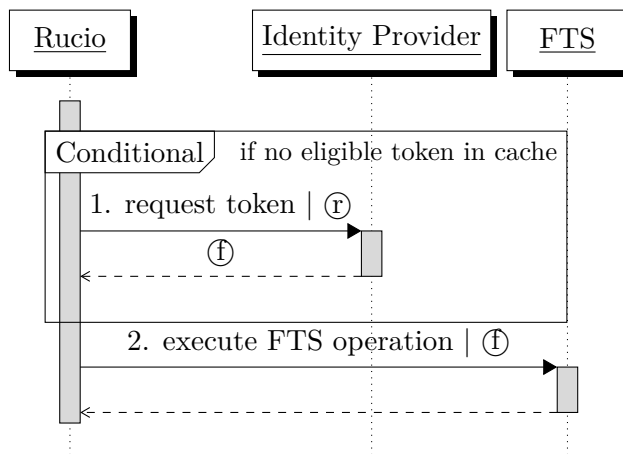 Rucio
Identity Provider
FTS
Conditional
if no eligible token in cache
1. request token | ⓡ
ⓕ
2. execute FTS operation | ⓕ